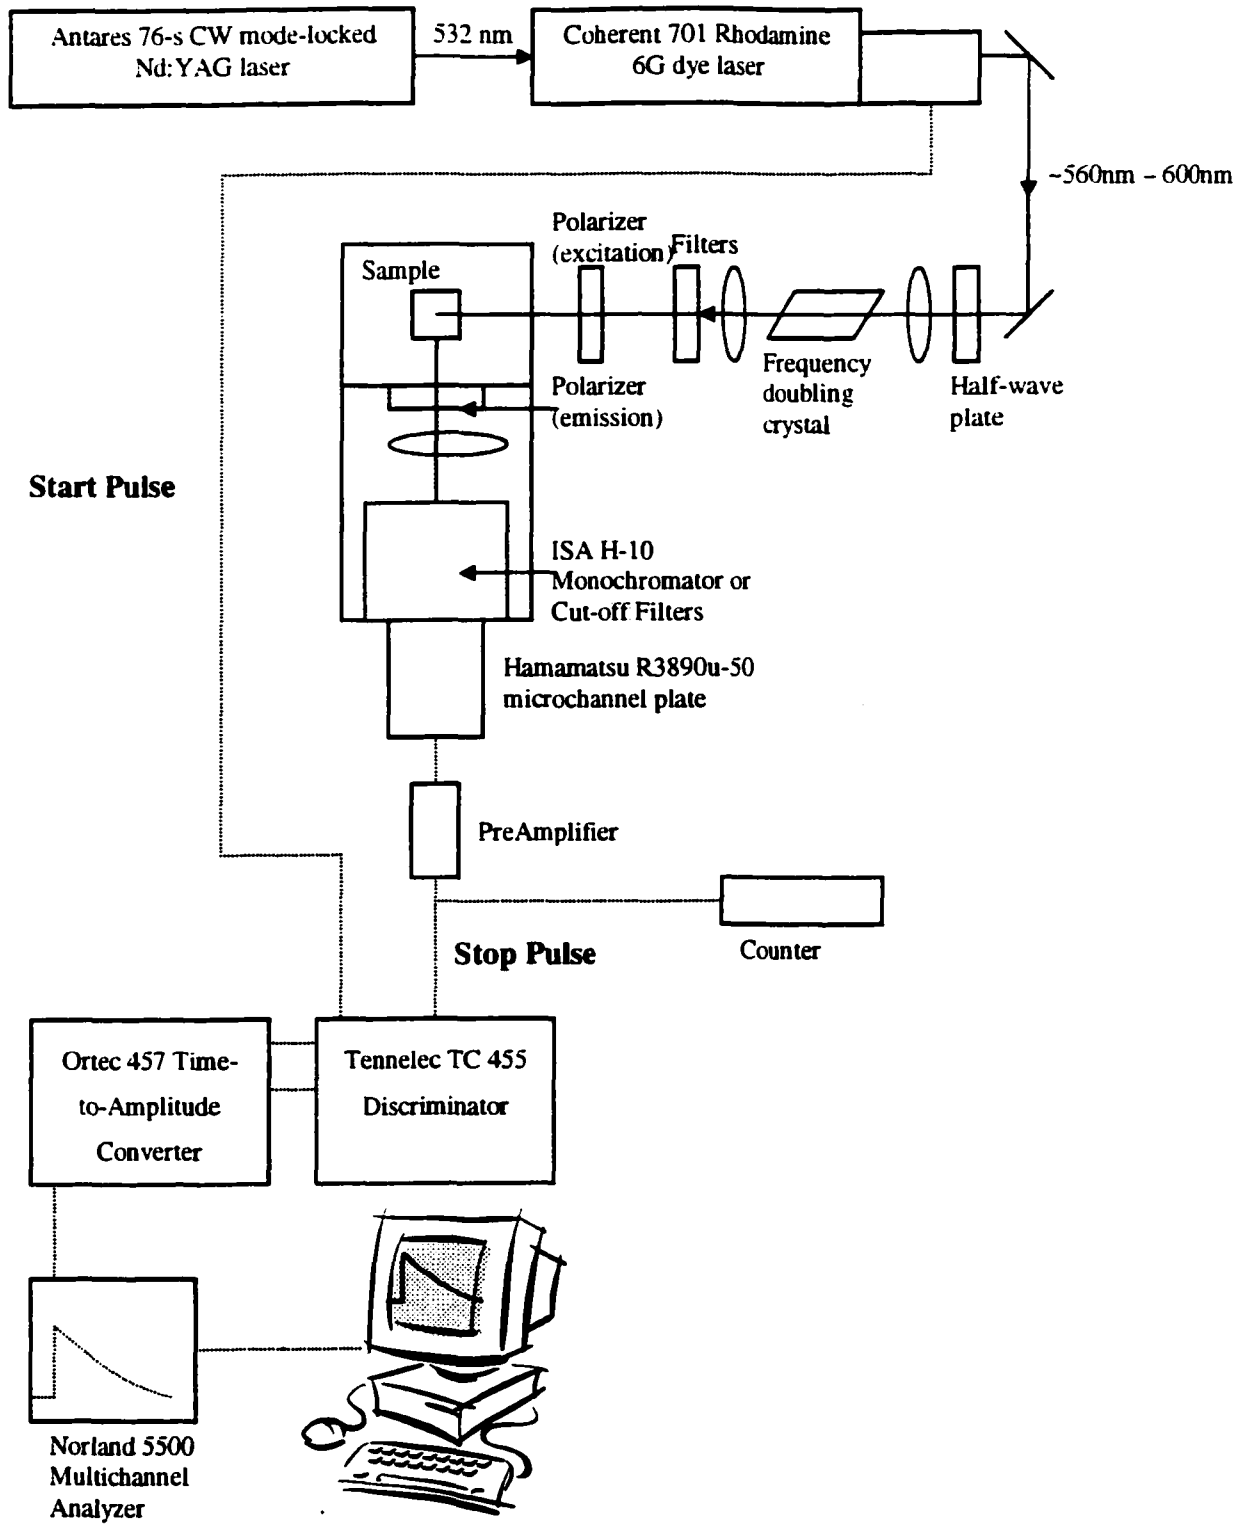 Antares 76-s CW mode-locked
Nd:YAG laser
532 nm
Coherent 701 Rhodamine
6G dye laser
~560nm – 600nm
Polarizer
(excitation)
Filters
Sample
Frequency
doubling
crystal
Half-wave
plate
Polarizer
(emission)
Start Pulse
ISA H-10
Monochromator or
Cut-off Filters
Hamamatsu R3890u-50
microchannel plate
PreAmplifier
Stop Pulse
Counter
Ortec 457 Time-
to-Amplitude
Converter
Tennelec TC 455
Discriminator
Norland 5500
Multichannel
Analyzer